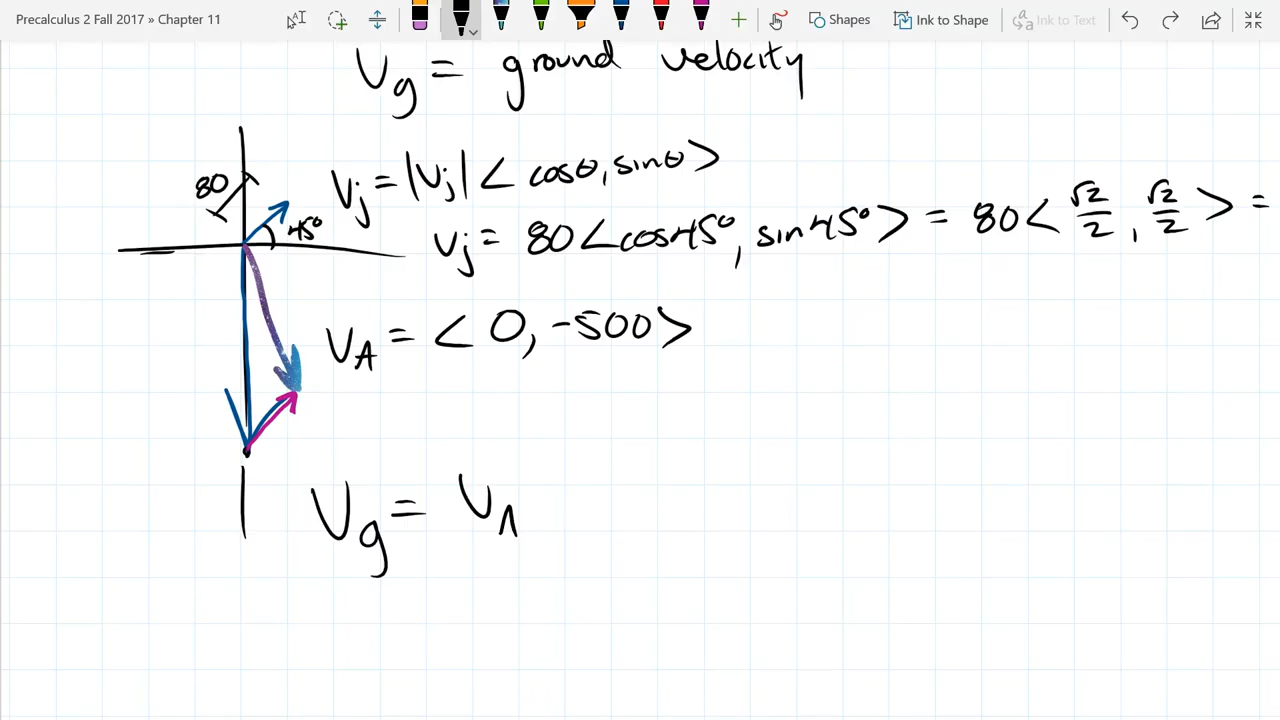 Precalculus 2 Fall 2017 » Chapter 11
Shapes
Ink to Shape
Ink to Text
Vg = ground velocity
80
45°
Vj = |Vj| < cosθ, sinθ >
Vj = 80 < cos45°, sin45° > = 80 < √2/2, √2/2 > =
VA = < 0, -500 >
Vg = VA